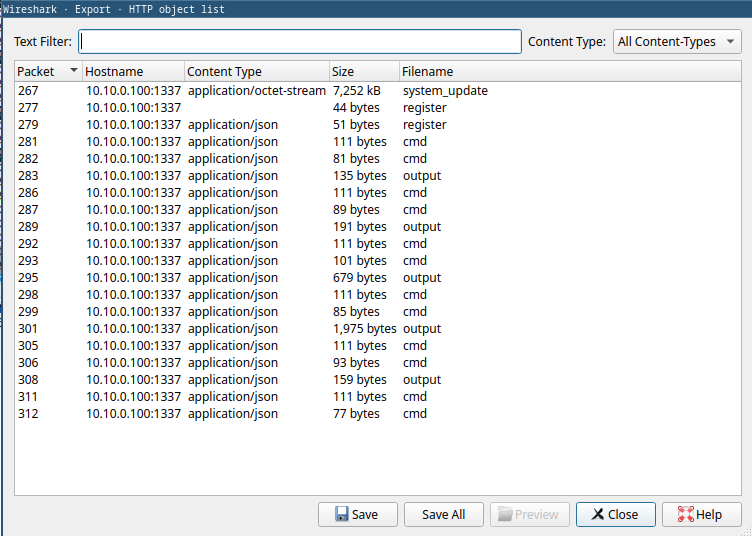 Wireshark · Export · HTTP object list
Text Filter: Content Type: All Content-Types
Packet Hostname Content Type Size Filename
267 10.10.0.100:1337 application/octet-stream 7,252 kB system_update
277 10.10.0.100:1337 44 bytes register
279 10.10.0.100:1337 application/json 51 bytes register
281 10.10.0.100:1337 application/json 111 bytes cmd
282 10.10.0.100:1337 application/json 81 bytes cmd
283 10.10.0.100:1337 application/json 135 bytes output
286 10.10.0.100:1337 application/json 111 bytes cmd
287 10.10.0.100:1337 application/json 89 bytes cmd
289 10.10.0.100:1337 application/json 191 bytes output
292 10.10.0.100:1337 application/json 111 bytes cmd
293 10.10.0.100:1337 application/json 101 bytes cmd
295 10.10.0.100:1337 application/json 679 bytes output
298 10.10.0.100:1337 application/json 111 bytes cmd
299 10.10.0.100:1337 application/json 85 bytes cmd
301 10.10.0.100:1337 application/json 1,975 bytes output
305 10.10.0.100:1337 application/json 111 bytes cmd
306 10.10.0.100:1337 application/json 93 bytes cmd
308 10.10.0.100:1337 application/json 159 bytes output
311 10.10.0.100:1337 application/json 111 bytes cmd
312 10.10.0.100:1337 application/json 77 bytes cmd
Save Save All Preview Close Help